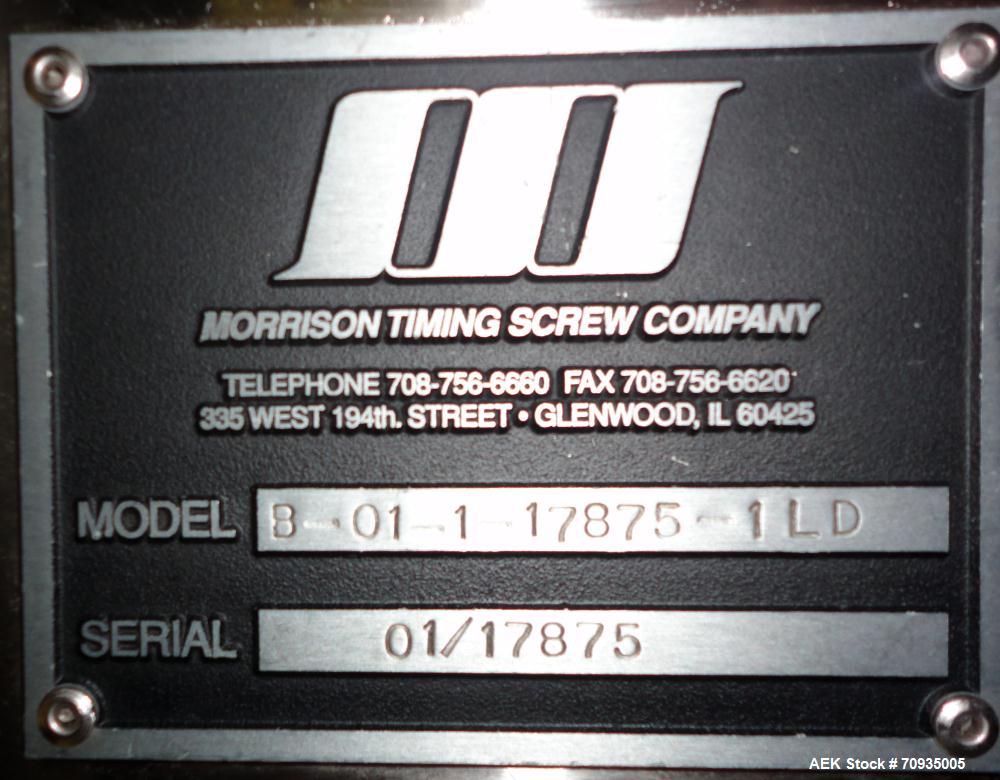 MORRISON TIMING SCREW COMPANY
TELEPHONE 708-756-6660 FAX 708-756-6620
335 WEST 194th. STREET • GLENWOOD, IL 60425
MODEL B-01-1-17875-1LD
SERIAL 01/17875
AEK Stock # 70935005